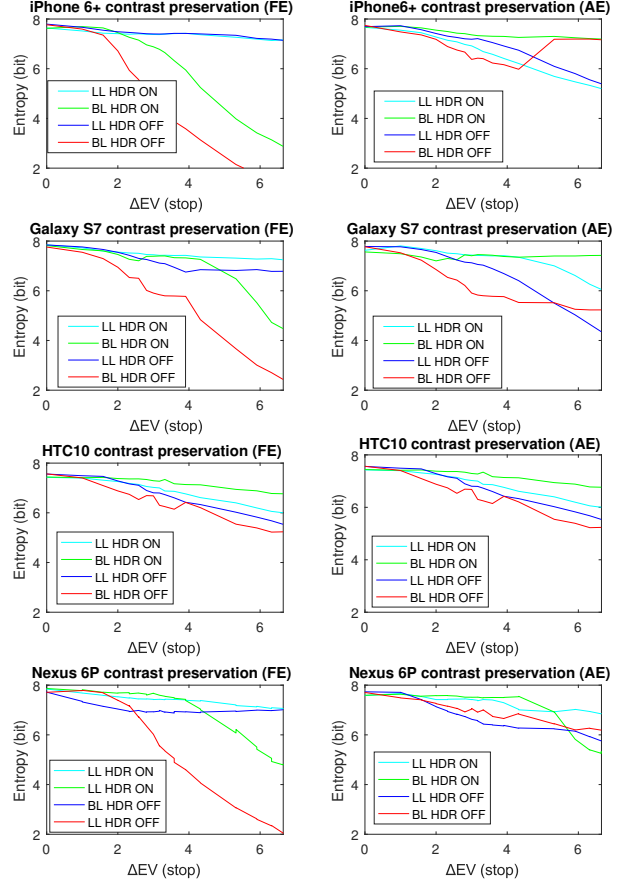 iPhone 6+ contrast preservation (FE)
8
6
4
2
0 2 4 6
Entropy (bit)
ΔEV (stop)
LL HDR ON
BL HDR ON
LL HDR OFF
BL HDR OFF
iPhone6+ contrast preservation (AE)
8
6
4
2
0 2 4 6
Entropy (bit)
ΔEV (stop)
LL HDR ON
BL HDR ON
LL HDR OFF
BL HDR OFF
Galaxy S7 contrast preservation (FE)
8
6
4
2
0 2 4 6
Entropy (bit)
ΔEV (stop)
LL HDR ON
BL HDR ON
LL HDR OFF
BL HDR OFF
Galaxy S7 contrast preservation (AE)
8
6
4
2
0 2 4 6
Entropy (bit)
ΔEV (stop)
LL HDR ON
BL HDR ON
LL HDR OFF
BL HDR OFF
HTC10 contrast preservation (FE)
8
6
4
2
0 2 4 6
Entropy (bit)
ΔEV (stop)
LL HDR ON
BL HDR ON
LL HDR OFF
BL HDR OFF
HTC10 contrast preservation (AE)
8
6
4
2
0 2 4 6
Entropy (bit)
ΔEV (stop)
LL HDR ON
BL HDR ON
LL HDR OFF
BL HDR OFF
Nexus 6P contrast preservation (FE)
8
6
4
2
0 2 4 6
Entropy (bit)
ΔEV (stop)
LL HDR ON
LL HDR ON
BL HDR OFF
LL HDR OFF
Nexus 6P contrast preservation (AE)
8
6
4
2
0 2 4 6
Entropy (bit)
ΔEV (stop)
LL HDR ON
BL HDR ON
LL HDR OFF
BL HDR OFF